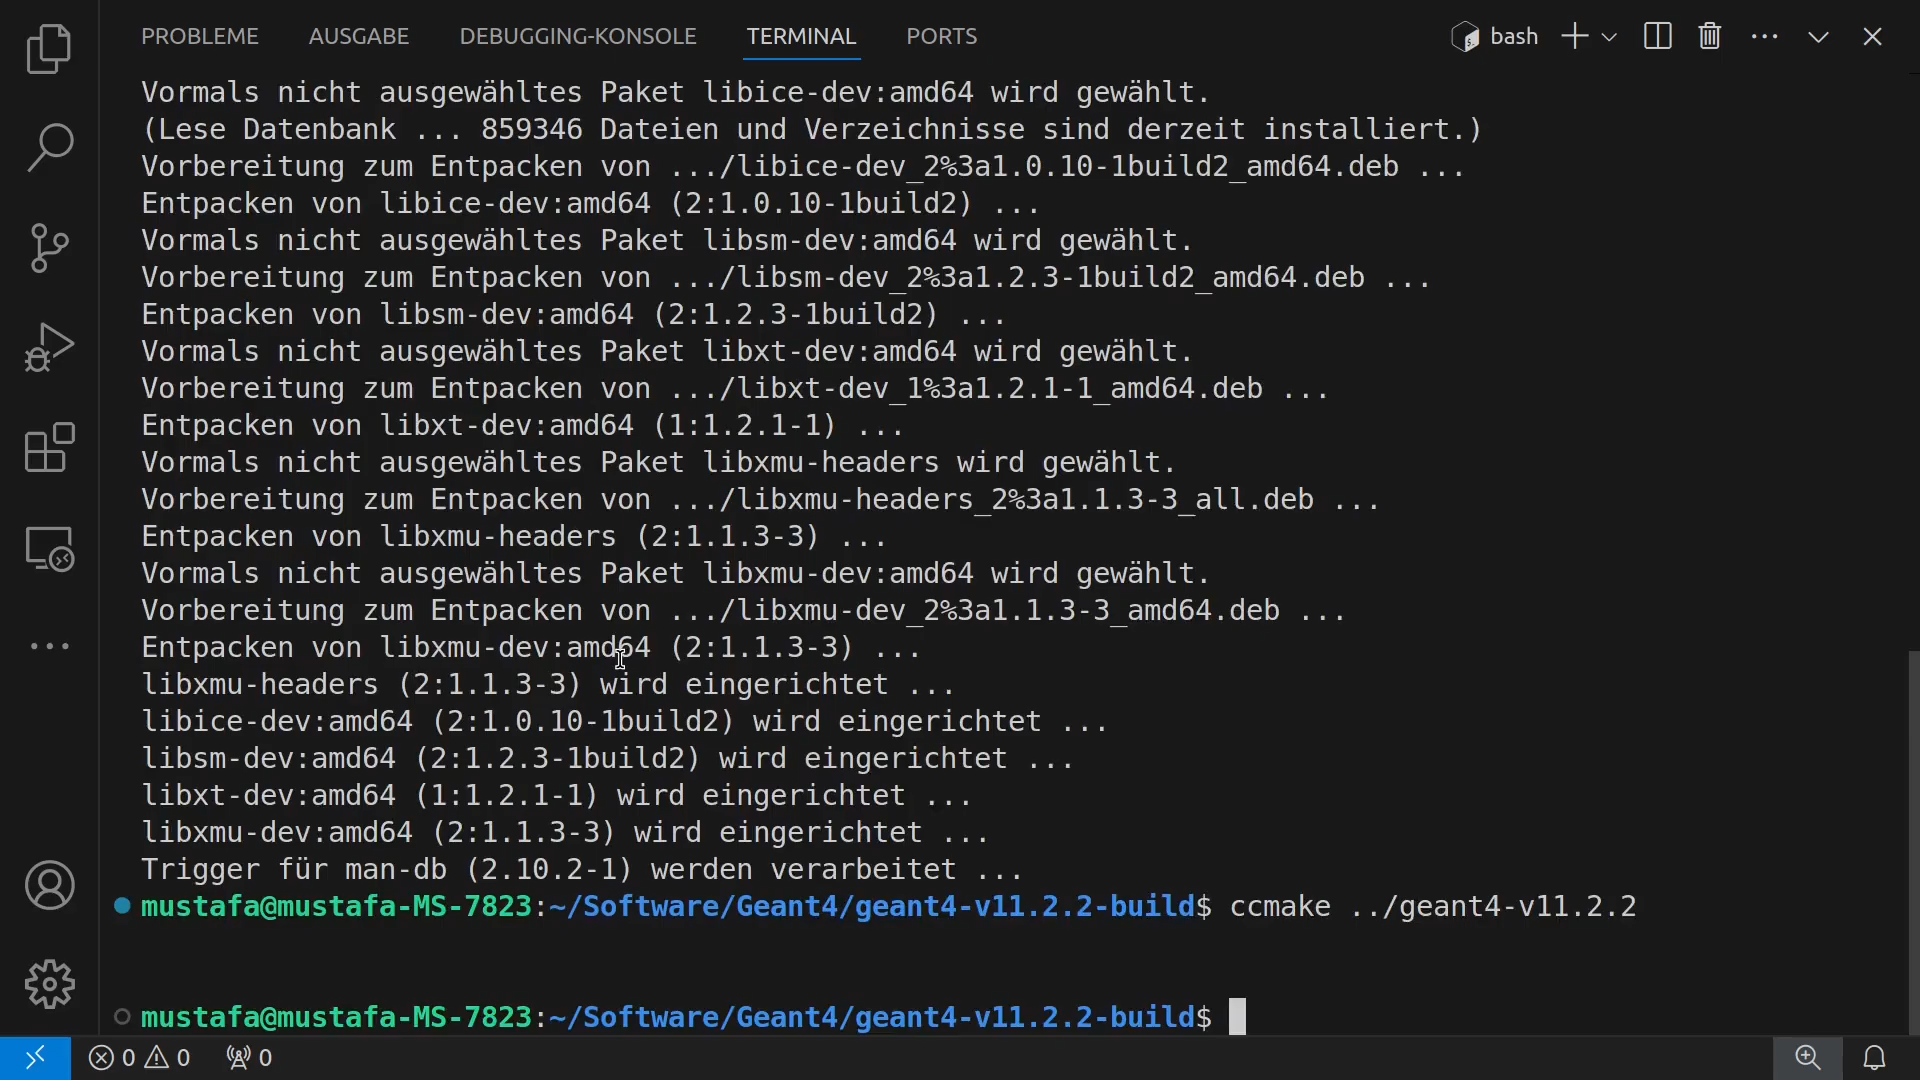 PROBLEME AUSGABE DEBUGGING-KONSOLE TERMINAL PORTS bash
Vormals nicht ausgewähltes Paket libice-dev:amd64 wird gewählt.
(Lese Datenbank ... 859346 Dateien und Verzeichnisse sind derzeit installiert.)
Vorbereitung zum Entpacken von .../libice-dev_2%3a1.0.10-1build2_amd64.deb ...
Entpacken von libice-dev:amd64 (2:1.0.10-1build2) ...
Vormals nicht ausgewähltes Paket libsm-dev:amd64 wird gewählt.
Vorbereitung zum Entpacken von .../libsm-dev_2%3a1.2.3-1build2_amd64.deb ...
Entpacken von libsm-dev:amd64 (2:1.2.3-1build2) ...
Vormals nicht ausgewähltes Paket libxt-dev:amd64 wird gewählt.
Vorbereitung zum Entpacken von .../libxt-dev_1%3a1.2.1-1_amd64.deb ...
Entpacken von libxt-dev:amd64 (1:1.2.1-1) ...
Vormals nicht ausgewähltes Paket libxmu-headers wird gewählt.
Vorbereitung zum Entpacken von .../libxmu-headers_2%3a1.1.3-3_all.deb ...
Entpacken von libxmu-headers (2:1.1.3-3) ...
Vormals nicht ausgewähltes Paket libxmu-dev:amd64 wird gewählt.
Vorbereitung zum Entpacken von .../libxmu-dev_2%3a1.1.3-3_amd64.deb ...
Entpacken von libxmu-dev:amd64 (2:1.1.3-3) ...
libxmu-headers (2:1.1.3-3) wird eingerichtet ...
libice-dev:amd64 (2:1.0.10-1build2) wird eingerichtet ...
libsm-dev:amd64 (2:1.2.3-1build2) wird eingerichtet ...
libxt-dev:amd64 (1:1.2.1-1) wird eingerichtet ...
libxmu-dev:amd64 (2:1.1.3-3) wird eingerichtet ...
Trigger für man-db (2.10.2-1) werden verarbeitet ...
mustafa@mustafa-MS-7823:~/Software/Geant4/geant4-v11.2.2-build$ ccmake ../geant4-v11.2.2
mustafa@mustafa-MS-7823:~/Software/Geant4/geant4-v11.2.2-build$
0 0 0